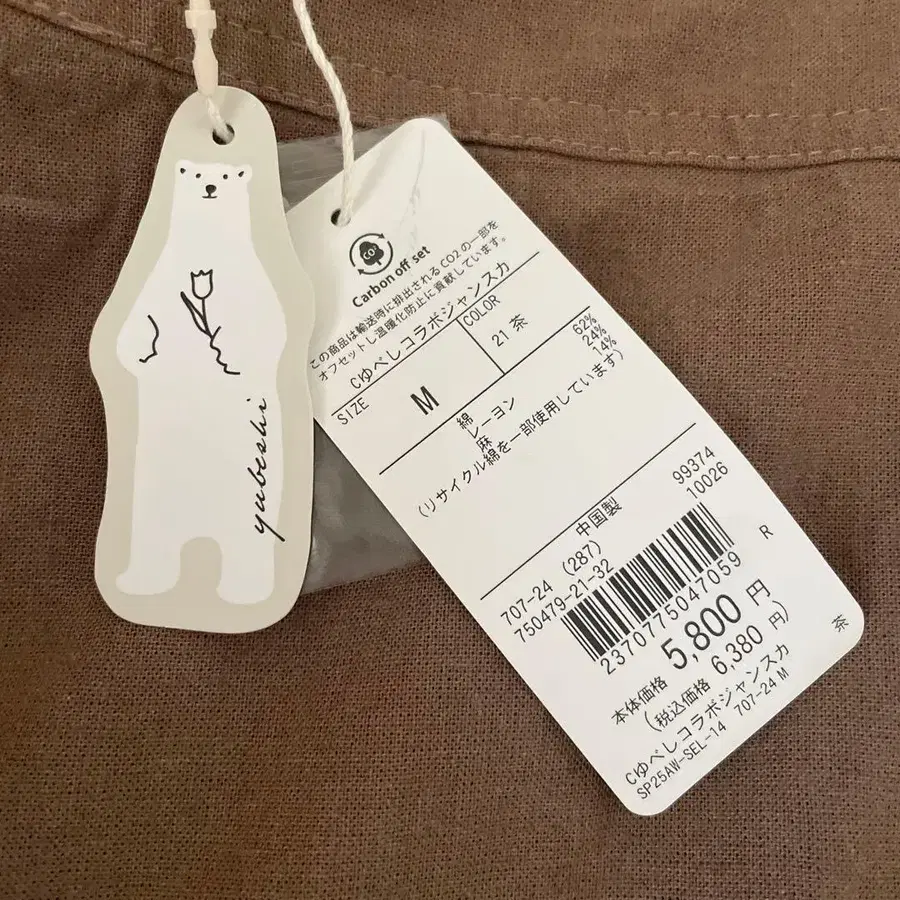 yubeshi
CO²
Carbon off set
この商品は輸送時に排出されるCO2の一部を
オフセットし温暖化防止に貢献しています。
Cゆべしコラボジャンスカ
SIZE
M
COLOR
21 茶
綿 62%
レーヨン 24%
麻 14%
(リサイクル綿を一部使用しています)
中国製
99374
10026
707-24 (287)
750479-21-32
R
2370775047059
本体価格 5,800 円
(税込価格 6,380 円)
茶
Cゆべしコラボジャンスカ
SP25AW-SEL-14 707-24 M